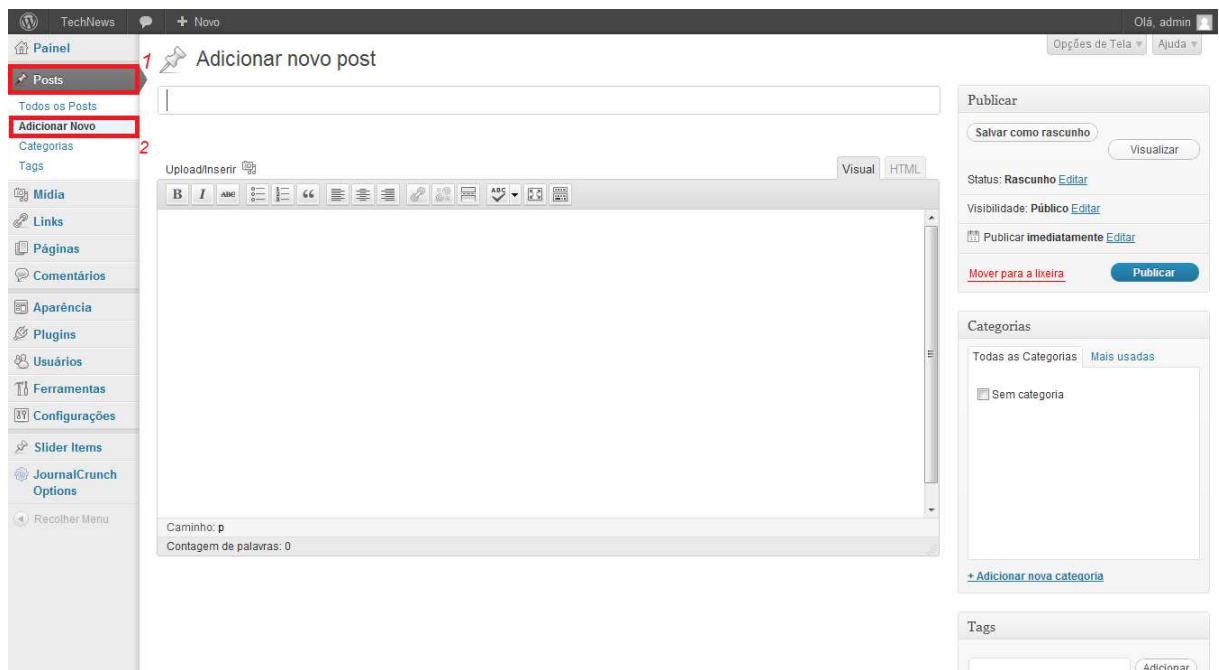 TechNews + Novo Olá, admin
Painel
Posts
Todos os Posts
Adicionar Novo
Categorias
Tags
Mídia
Links
Páginas
Comentários
Aparência
Plugins
Usuários
Ferramentas
Configurações
Slider Items
JournalCrunch
Options
Recolher Menu
1
2
Opções de Tela Ajuda
Adicionar novo post
Upload/Inserir
Visual HTML
B I ABC ABC
Caminho: p
Contagem de palavras: 0
Publicar
Salvar como rascunho
Visualizar
Status: Rascunho Editar
Visibilidade: Público Editar
Publicar imediatamente Editar
Mover para a lixeira Publicar
Categorias
Todas as Categorias Mais usadas
Sem categoria
+ Adicionar nova categoria
Tags
Adicionar